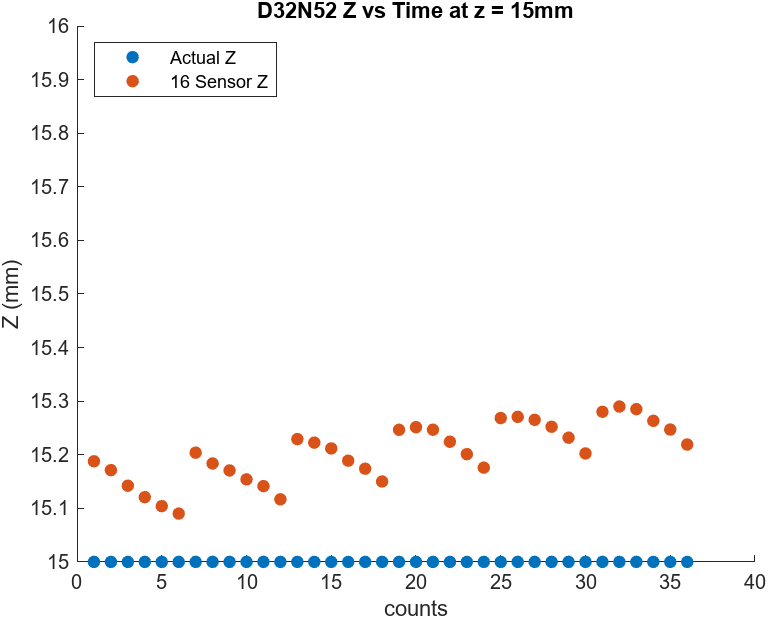 D32N52 Z vs Time at z = 15mm
Actual Z
16 Sensor Z
16
15.9
15.8
15.7
15.6
15.5
15.4
15.3
15.2
15.1
15
Z (mm)
0 5 10 15 20 25 30 35 40
counts